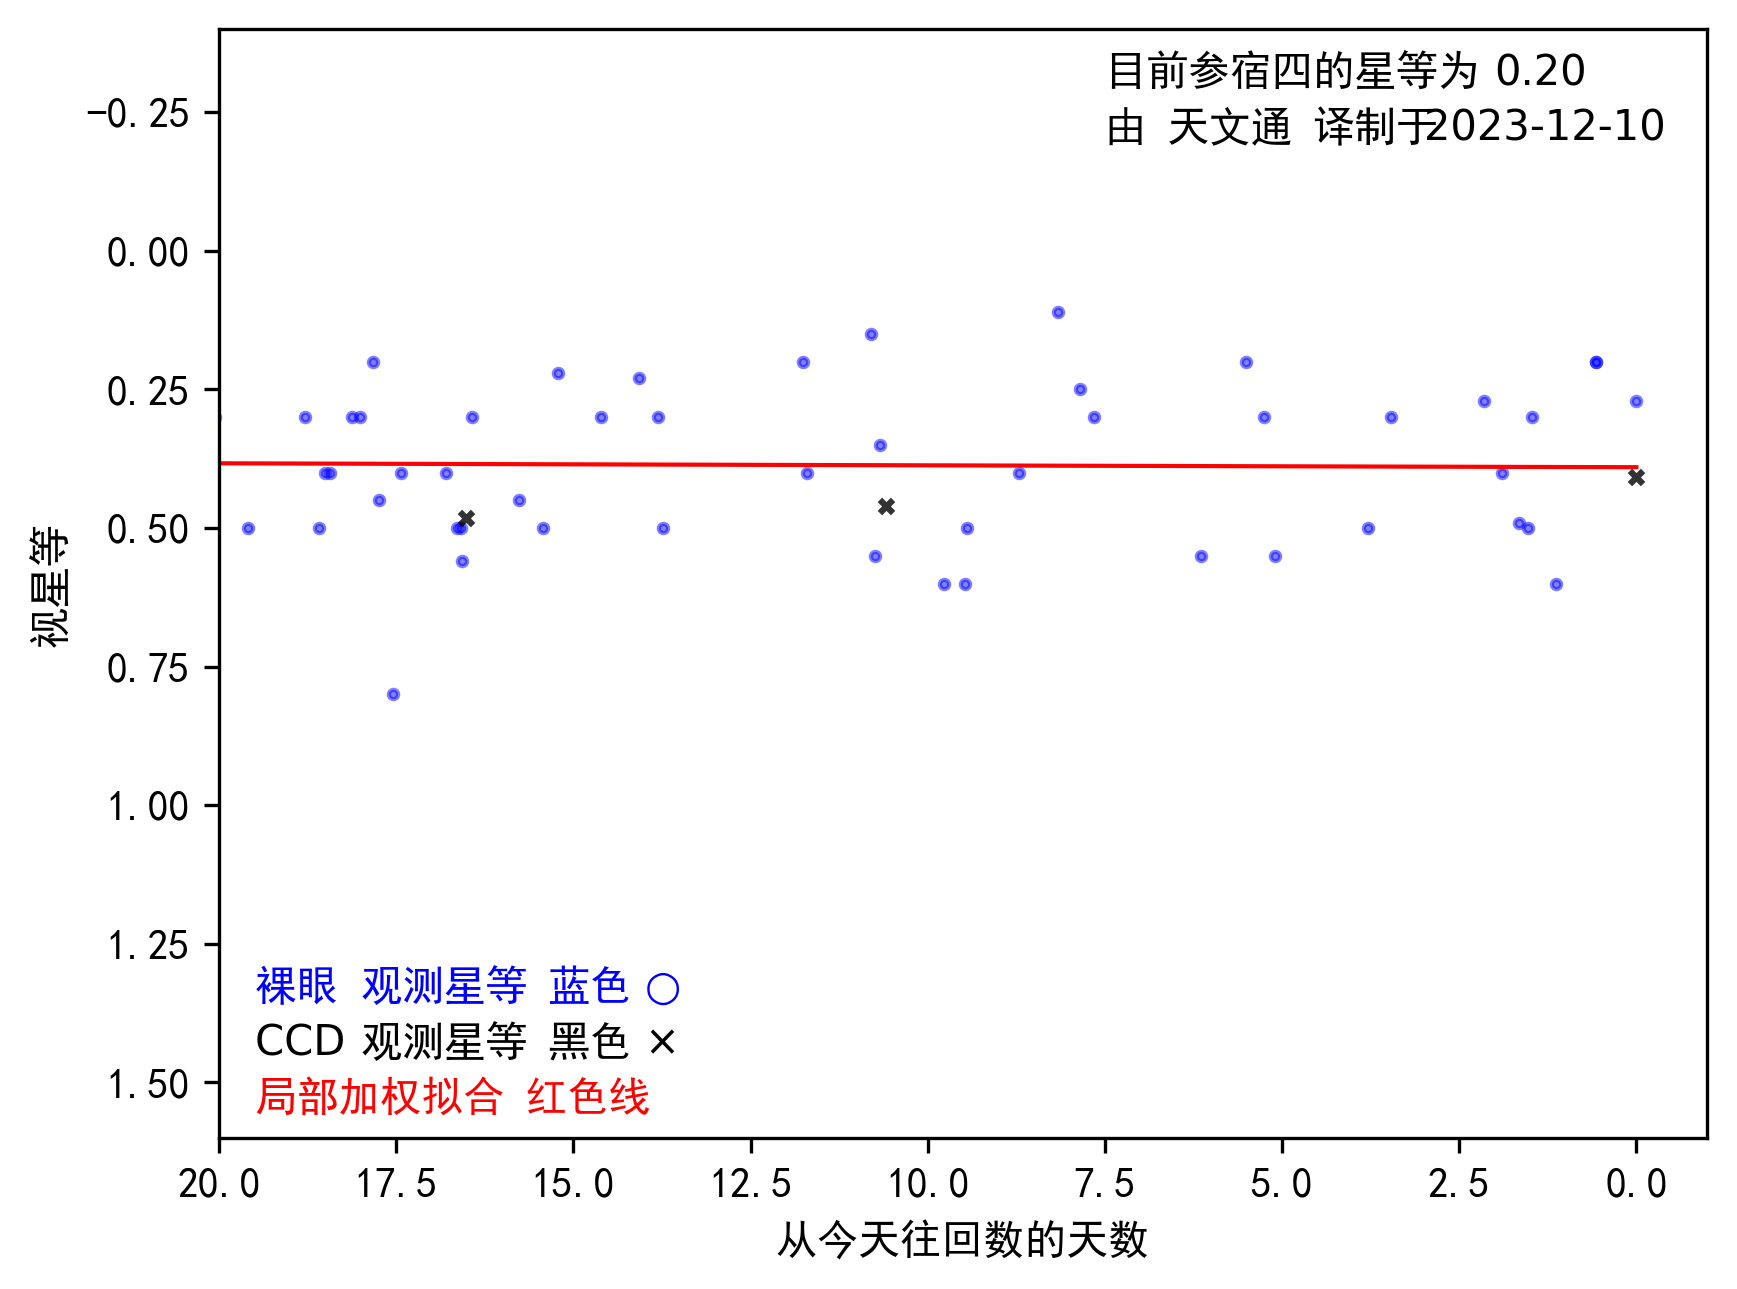 目前参宿四的星等为 0.20
由 天文通 译制于2023-12-10
−0.25
0.00
0.25
0.50
0.75
1.00
1.25
1.50
视星等
裸眼 观测星等 蓝色 ○
CCD 观测星等 黑色 ×
局部加权拟合 红色线
20.0 17.5 15.0 12.5 10.0 7.5 5.0 2.5 0.0
从今天往回数的天数